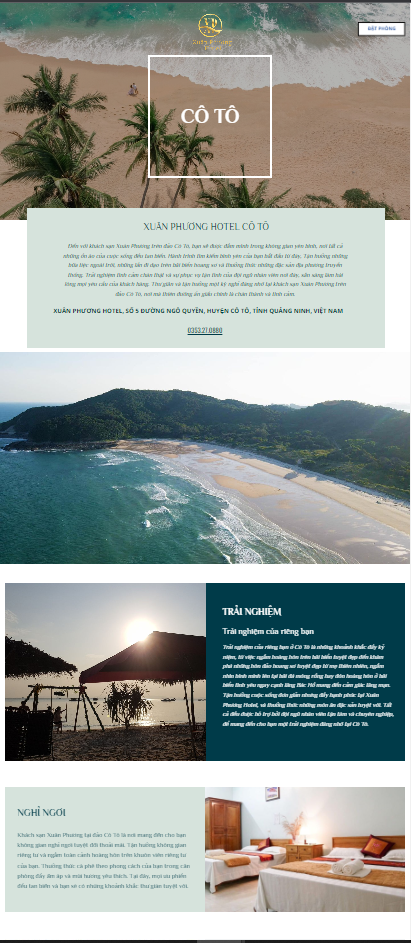 Xuân Phương
ĐẶT PHÒNG
CÔ TÔ
XUÂN PHƯƠNG HOTEL CÔ TÔ
Đến với khách sạn Xuân Phương trên đảo Cô Tô, bạn sẽ được đắm mình trong không gian yên bình, nơi tất cả
những ồn ào của cuộc sống đều tan biến. Hành trình tìm kiếm bình yên của bạn bắt đầu từ đây. Tận hưởng những
bữa tiệc ngoài trời, những lần đi dạo trên bãi biển hoang sơ và thưởng thức những đặc sản địa phương truyền
thống. Trải nghiệm tình cảm chân thật và sự phục vụ tận tình của đội ngũ nhân viên nơi đây, sẵn sàng làm hài
lòng mọi yêu cầu của khách hàng. Thư giãn và tận hưởng một kỳ nghỉ đáng nhớ tại khách sạn Xuân Phương trên
đảo Cô Tô, nơi mà thiên đường ẩn giấu chính là chân thành và tình cảm.
XUÂN PHƯƠNG HOTEL, SỐ 5 ĐƯỜNG NGÔ QUYỀN, HUYỆN CÔ TÔ, TỈNH QUẢNG NINH, VIỆT NAM
0353.27.0880
TRẢI NGHIỆM
Trải nghiệm của riêng bạn
Trải nghiệm của riêng bạn ở Cô Tô là những khoảnh khắc đầy kỷ
niệm, từ việc ngắm hoàng hôn trên bãi biển tuyệt đẹp đến khám
phá những hòn đảo hoang sơ tuyệt đẹp từ mẹ thiên nhiên, ngắm
nhìn bình minh lên tại bãi đá móng rồng hay đón hoàng hôn ở bãi
biển tình yêu ngay cạnh lăng Bác Hồ mang đến cảm giác lãng mạn.
Tận hưởng cuộc sống đơn giản nhưng đầy hạnh phúc tại Xuân
Phương Hotel, và thưởng thức những món ăn đặc sản tuyệt vời. Tất
cả đều được hỗ trợ bởi đội ngũ nhân viên tận tâm và chuyên nghiệp,
để mang đến cho bạn một trải nghiệm đáng nhớ tại Cô Tô.
NGHỈ NGƠI
Khách sạn Xuân Phương tại đảo Cô Tô là nơi mang đến cho bạn
không gian nghỉ ngơi tuyệt đối thoải mái. Tận hưởng không gian
riêng tư và ngắm toàn cảnh hoàng hôn trên khuôn viên riêng tư
của bạn. Thưởng thức cà phê theo phong cách của bạn trong căn
phòng đầy ấm áp và mùi hương yêu thích. Tại đây, mọi ưu phiền
đều tan biến và bạn sẽ có những khoảnh khắc thư giãn tuyệt vời.